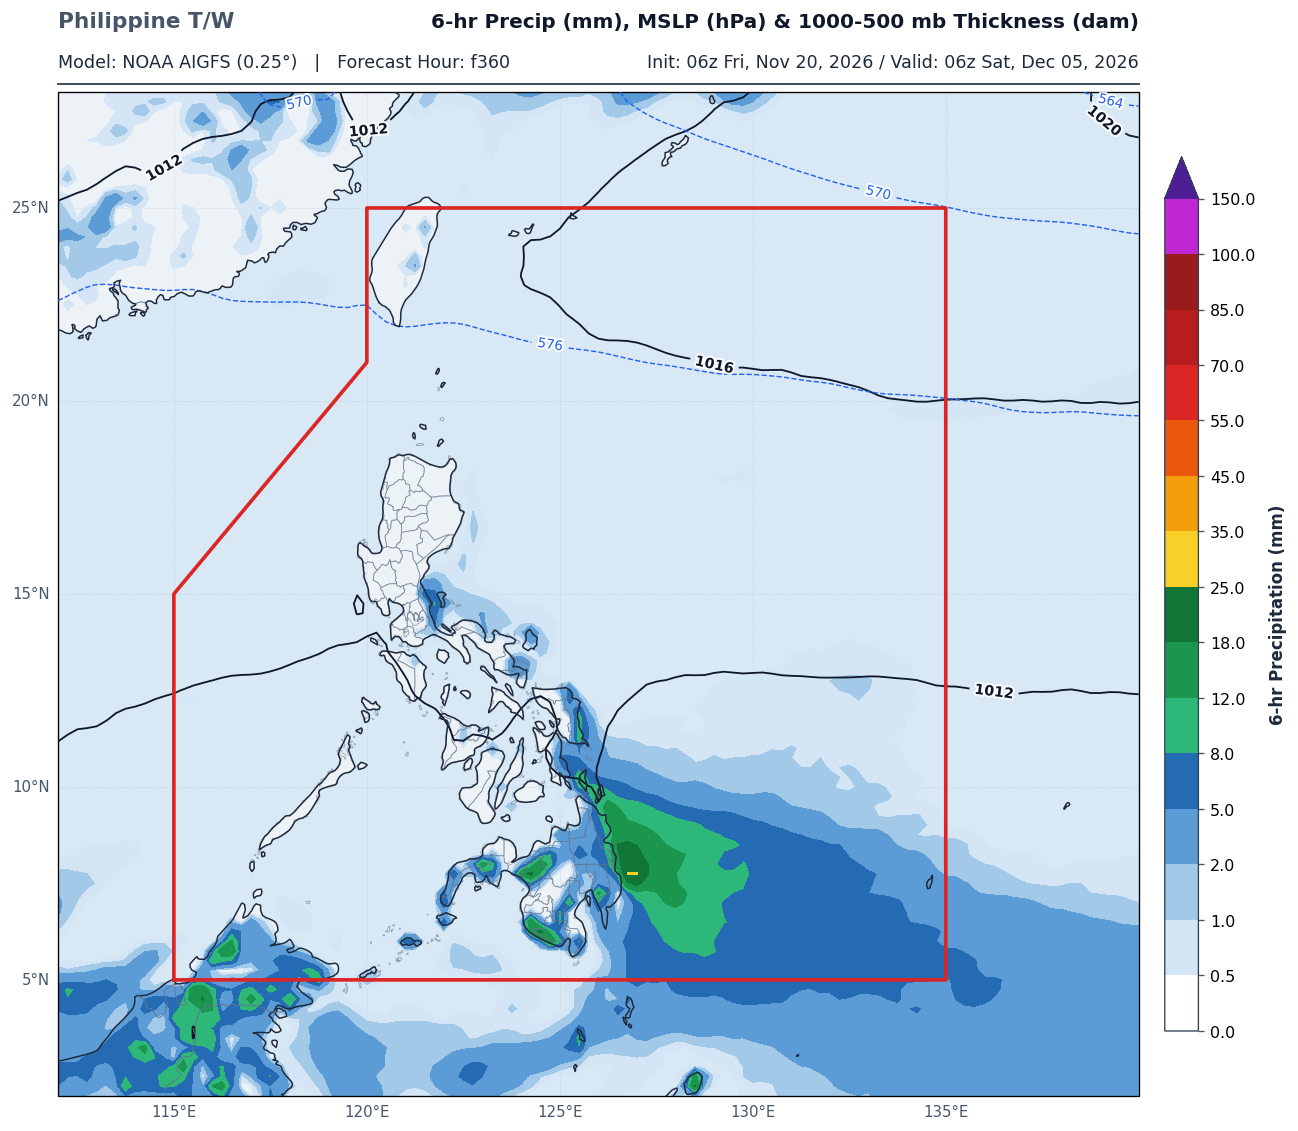 Philippine T/W
6-hr Precip (mm), MSLP (hPa) & 1000-500 mb Thickness (dam)
Model: NOAA AIGFS (0.25°)   |   Forecast Hour: f360
Init: 06z Fri, Nov 20, 2026 / Valid: 06z Sat, Dec 05, 2026
570
564
1012
1020
1012
570
576
1016
1012
25°N
20°N
15°N
10°N
5°N
115°E
120°E
125°E
130°E
135°E
150.0
100.0
85.0
70.0
55.0
45.0
35.0
25.0
18.0
12.0
8.0
5.0
2.0
1.0
0.5
0.0
6-hr Precipitation (mm)